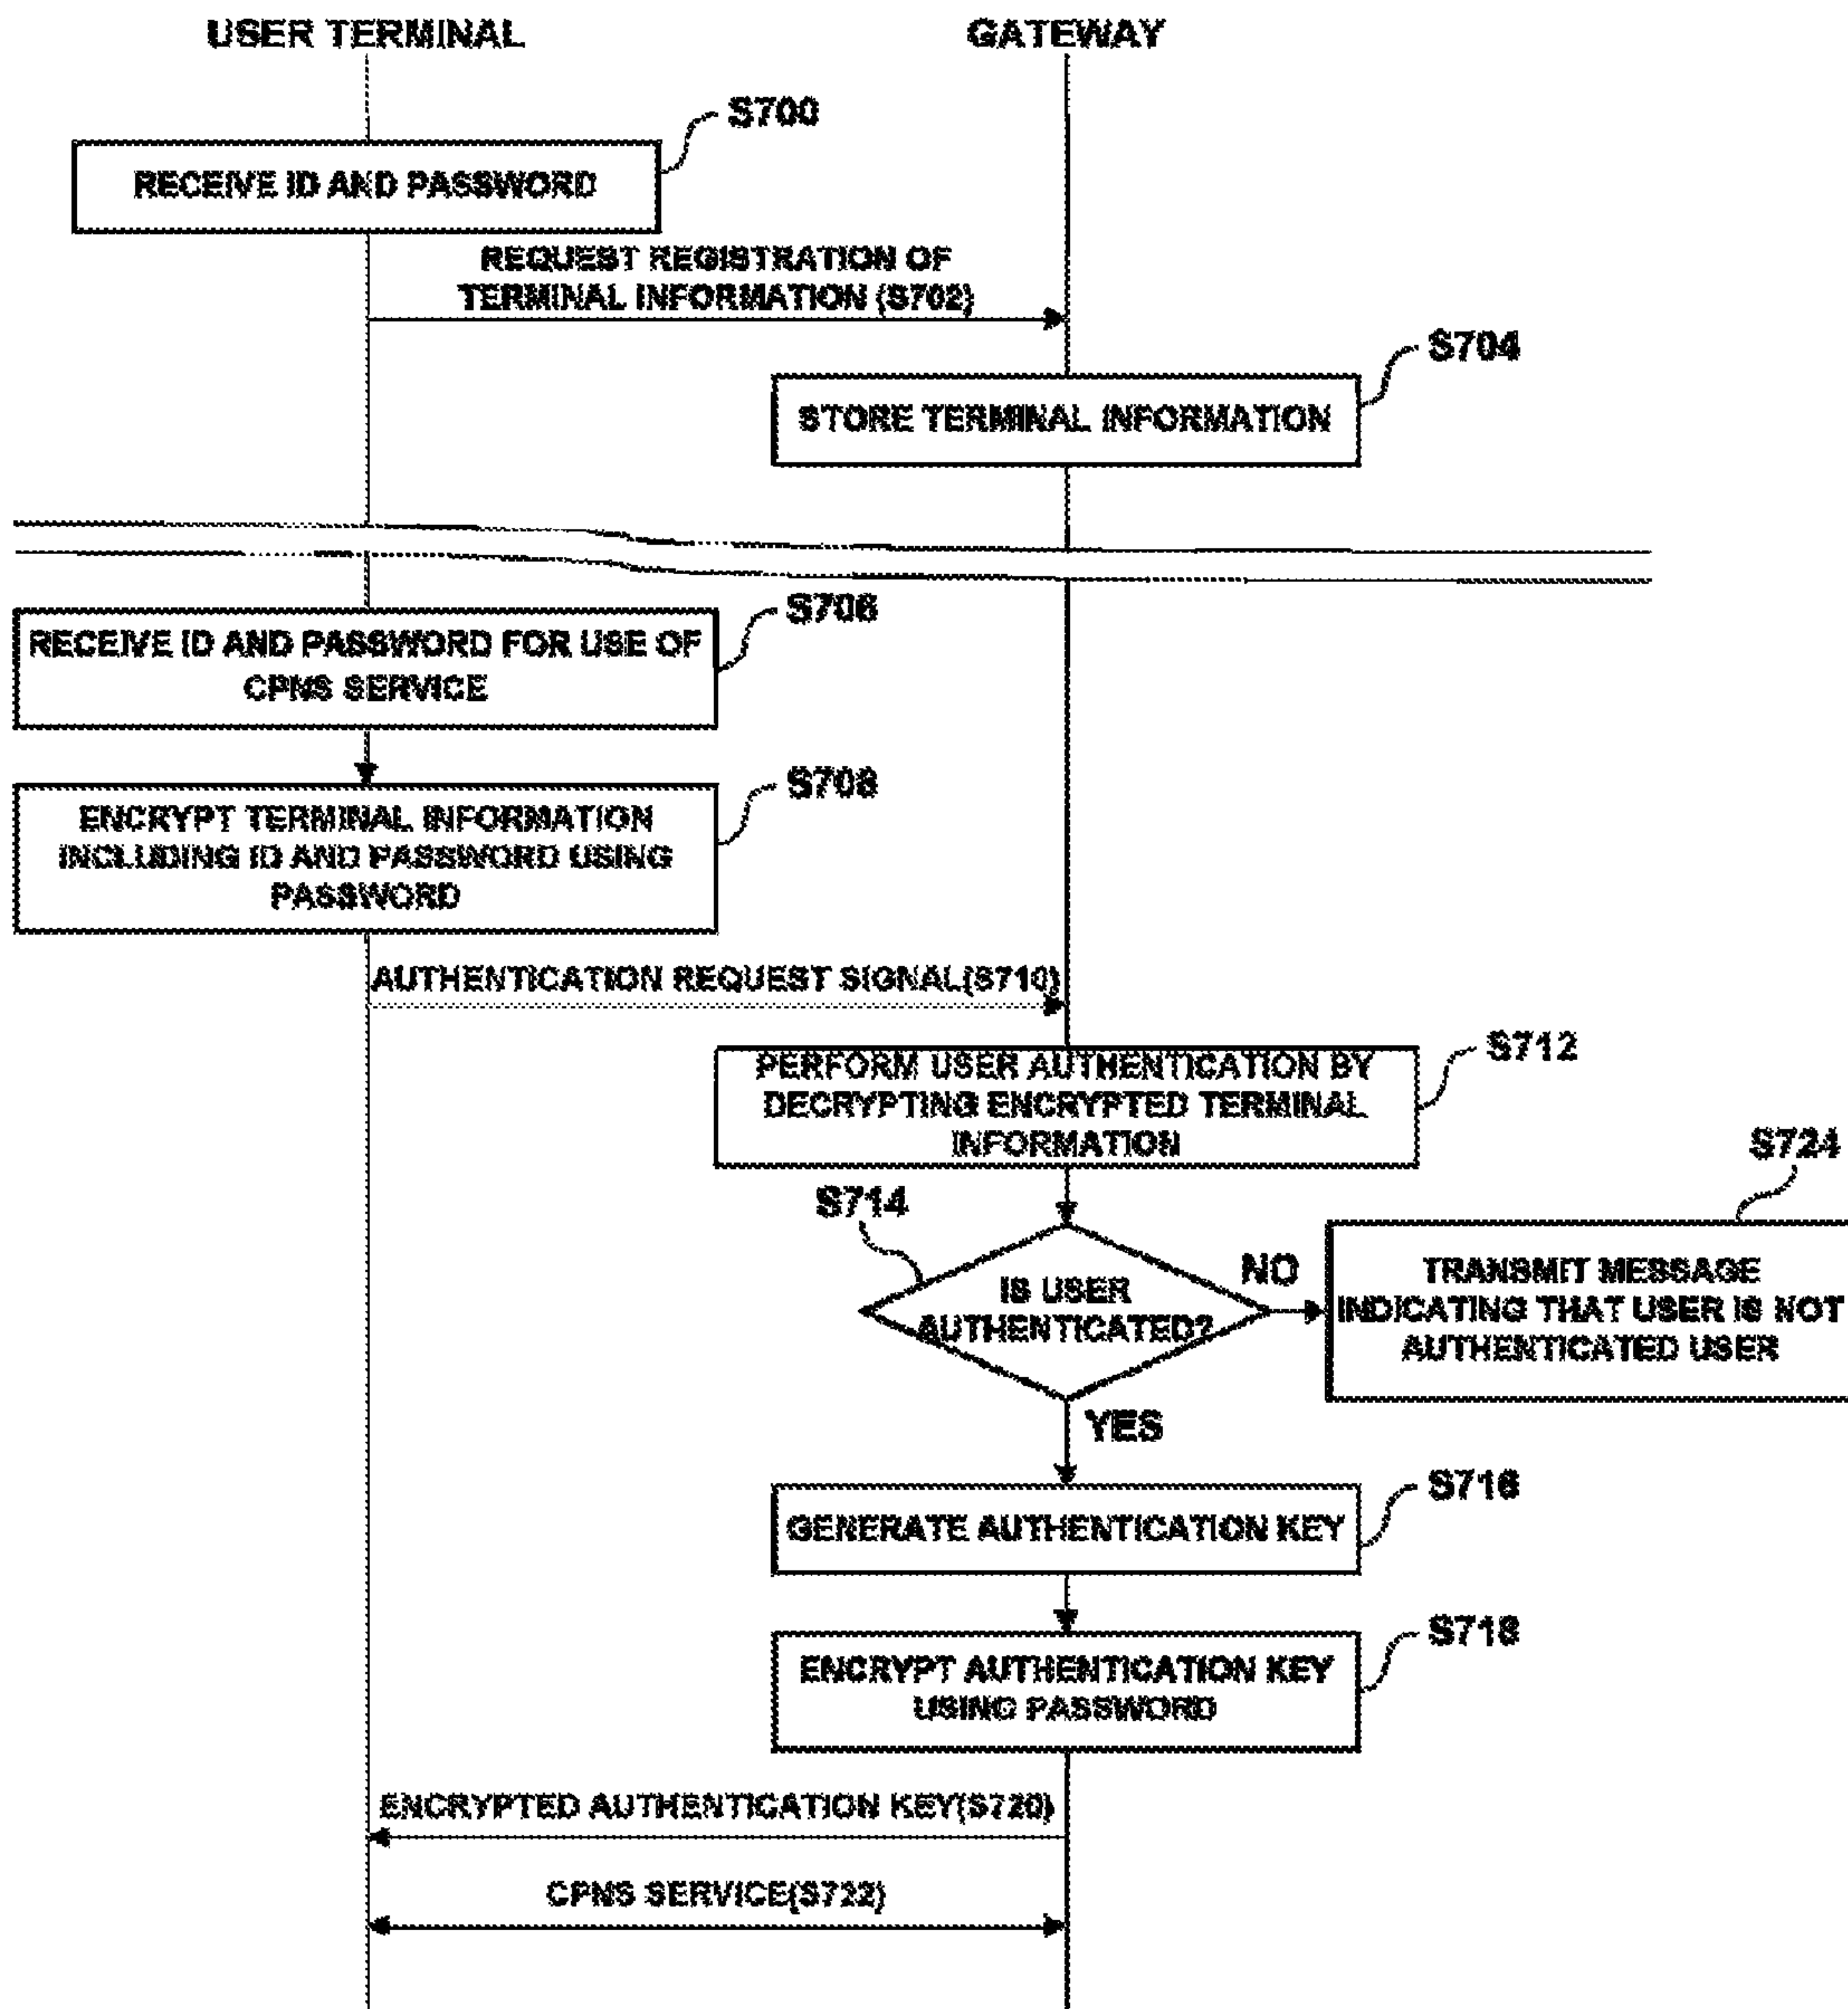 USER TERMINAL
GATEWAY
S700
RECEIVE ID AND PASSWORD
REQUEST REGISTRATION OF
TERMINAL INFORMATION (S702)
S704
STORE TERMINAL INFORMATION
S706
RECEIVE ID AND PASSWORD FOR USE OF
CPNS SERVICE
S708
ENCRYPT TERMINAL INFORMATION
INCLUDING ID AND PASSWORD USING
PASSWORD
AUTHENTICATION REQUEST SIGNAL(S710)
S712
PERFORM USER AUTHENTICATION BY
DECRYPTING ENCRYPTED TERMINAL
INFORMATION
S724
S714
NO
TRANSMIT MESSAGE
INDICATING THAT USER IS NOT
AUTHENTICATED USER
IS USER
AUTHENTICATED?
YES
S716
GENERATE AUTHENTICATION KEY
S718
ENCRYPT AUTHENTICATION KEY
USING PASSWORD
ENCRYPTED AUTHENTICATION KEY(S720)
CPNS SERVICE(S722)